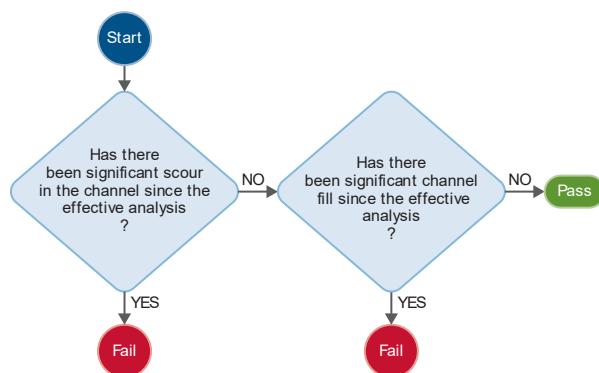 Start
Has there
been significant scour
in the channel since the
effective analysis
?
NO
Has there
been significant channel
fill since the effective
analysis
?
NO
Pass
YES
Fail
YES
Fail